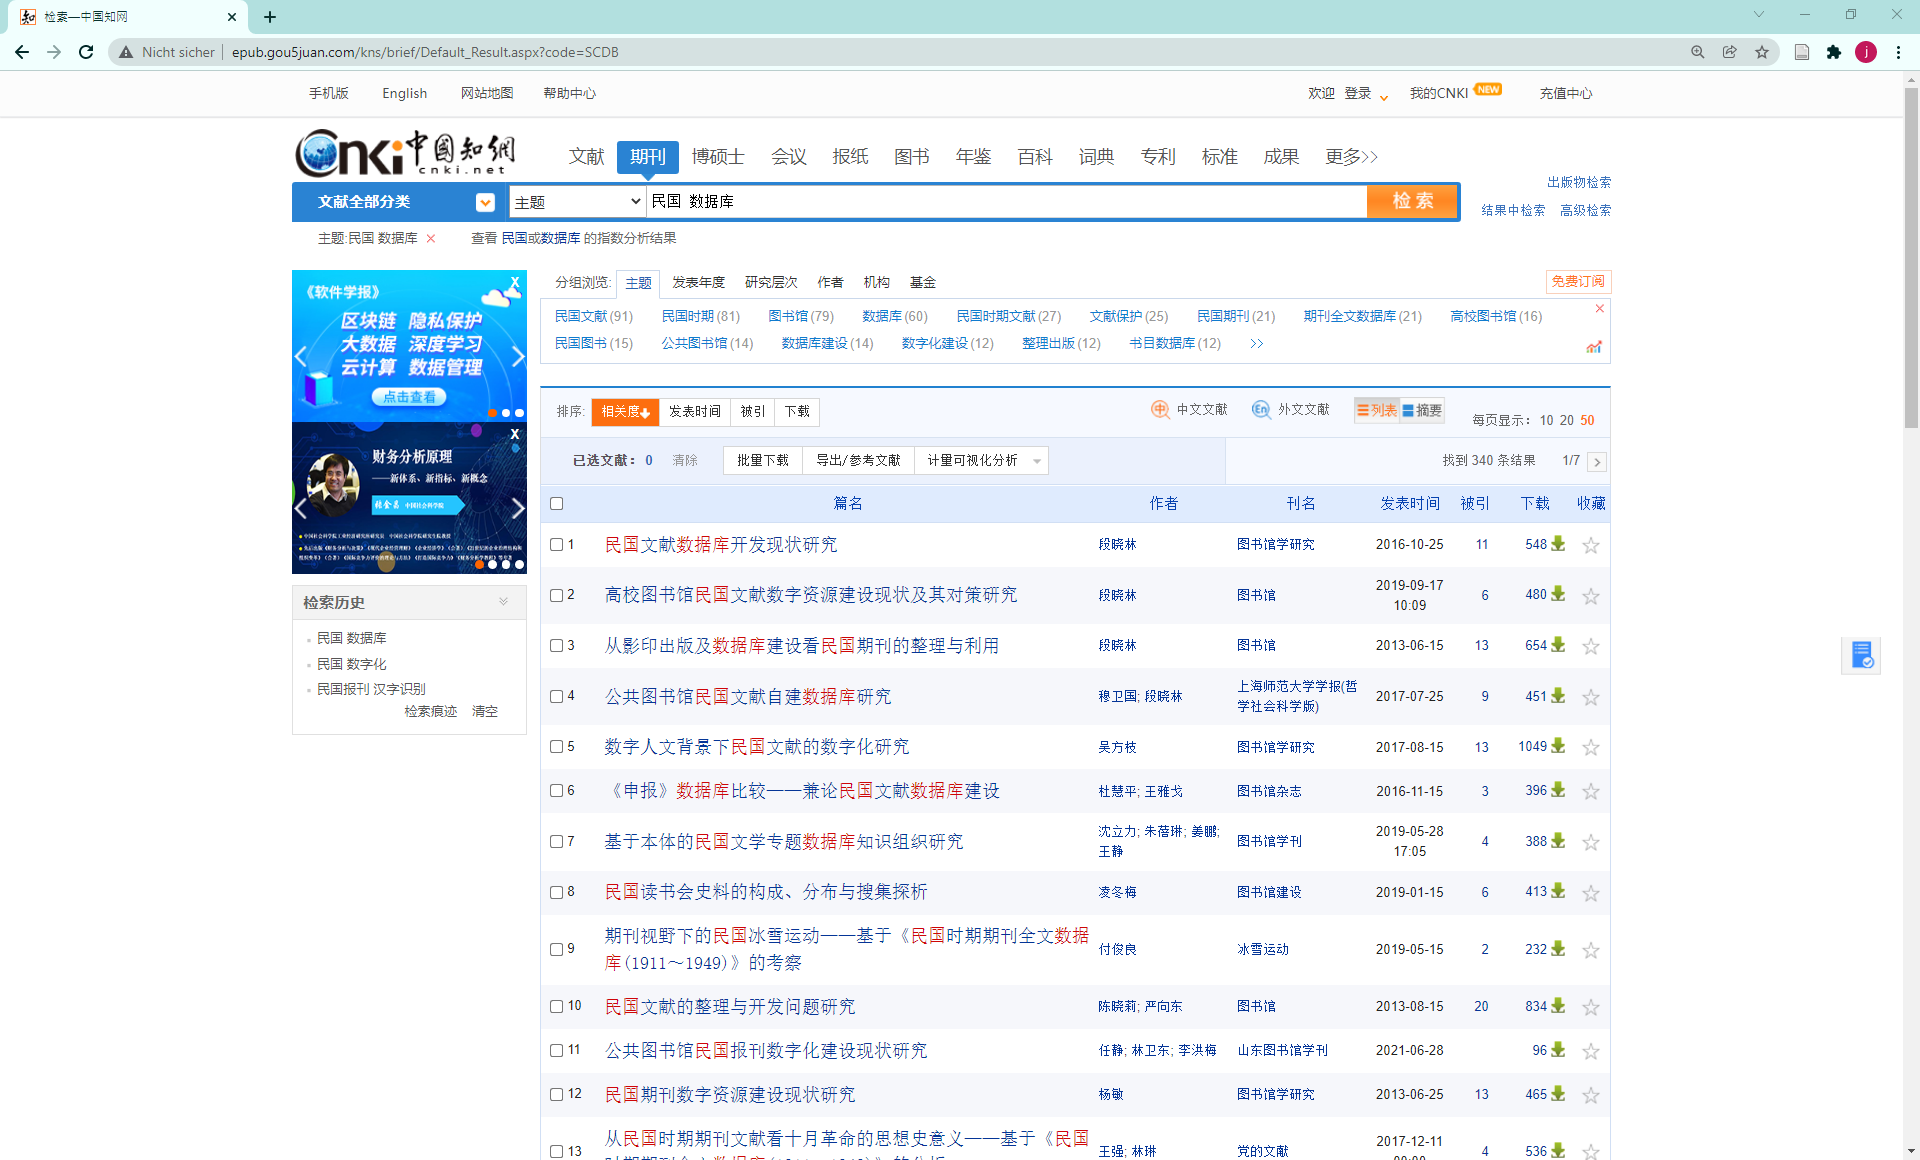 检索—中国知网
Nicht sicher epub.gou5juan.com/kns/brief/Default_Result.aspx?code=SCDB
j
手机版 English 网站地图 帮助中心 欢迎 登录 我的CNKI NEW 充值中心
Cnki 中国知网
cnki.net
文献 期刊 博硕士 会议 报纸 图书 年鉴 百科 词典 专利 标准 成果 更多>>
文献全部分类 主题 民国 数据库 检索
出版物检索
结果中检索 高级检索
主题:民国 数据库 × 查看 民国或数据库 的指数分析结果
《软件学报》 X
区块链 隐私保护
大数据 深度学习
云计算 数据管理
点击查看
财务分析原理 X
——新体系、新指标、新概念
中国社会科学院
检索历史
民国 数据库
民国 数字化
民国报刊 汉字识别
检索痕迹 清空
分组浏览: 主题 发表年度 研究层次 作者 机构 基金 免费订阅
民国文献(91) 民国时期(81) 图书馆(79) 数据库(60) 民国时期文献(27) 文献保护(25) 民国期刊(21) 期刊全文数据库(21) 高校图书馆(16)
民国图书(15) 公共图书馆(14) 数据库建设(14) 数字化建设(12) 整理出版(12) 书目数据库(12) >>
排序: 相关度 发表时间 被引 下载 中文文献 外文文献 列表 摘要 每页显示: 10 20 50
已选文献: 0 清除 批量下载 导出/参考文献 计量可视化分析 找到 340 条结果 1/7
篇名 作者 刊名 发表时间 被引 下载 收藏
1 民国文献数据库开发现状研究 段晓林 图书馆学研究 2016-10-25 11 548
2 高校图书馆民国文献数字资源建设现状及其对策研究 段晓林 图书馆 2019-09-17 6 480
10:09
3 从影印出版及数据库建设看民国期刊的整理与利用 段晓林 图书馆 2013-06-15 13 654
4 公共图书馆民国文献自建数据库研究 穆卫国; 段晓林 上海师范大学学报(哲 2017-07-25 9 451
学社会科学版)
5 数字人文背景下民国文献的数字化研究 吴方枝 图书馆学研究 2017-08-15 13 1049
6 《申报》数据库比较——兼论民国文献数据库建设 杜慧平; 王雅戈 图书馆杂志 2016-11-15 3 396
7 基于本体的民国文学专题数据库知识组织研究 沈立力; 朱蓓琳; 姜鹏; 图书馆学刊 2019-05-28 4 388
王静 17:05
8 民国读书会史料的构成、分布与搜集探析 凌冬梅 图书馆建设 2019-01-15 6 413
9 期刊视野下的民国冰雪运动——基于《民国时期期刊全文数据 付俊良 冰雪运动 2019-05-15 2 232
库(1911～1949)》的考察
10 民国文献的整理与开发问题研究 陈晓莉; 严向东 图书馆 2013-08-15 20 834
11 公共图书馆民国报刊数字化建设现状研究 任静; 林卫东; 李洪梅 山东图书馆学刊 2021-06-28 96
12 民国期刊数字资源建设现状研究 杨敏 图书馆学研究 2013-06-25 13 465
13 从民国时期期刊文献看十月革命的思想史意义——基于《民国 王强; 林琳 党的文献 2017-12-11 4 536